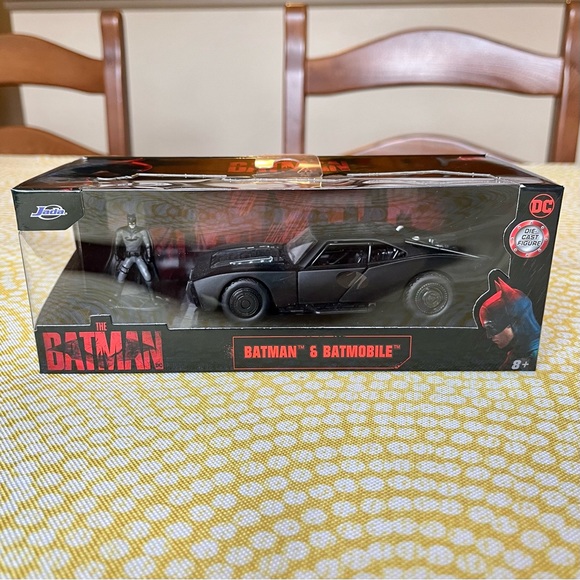 Jada
DC
DIE
CAST
FIGURE
THE
BATMAN
BATMAN™ & BATMOBILE™
8+